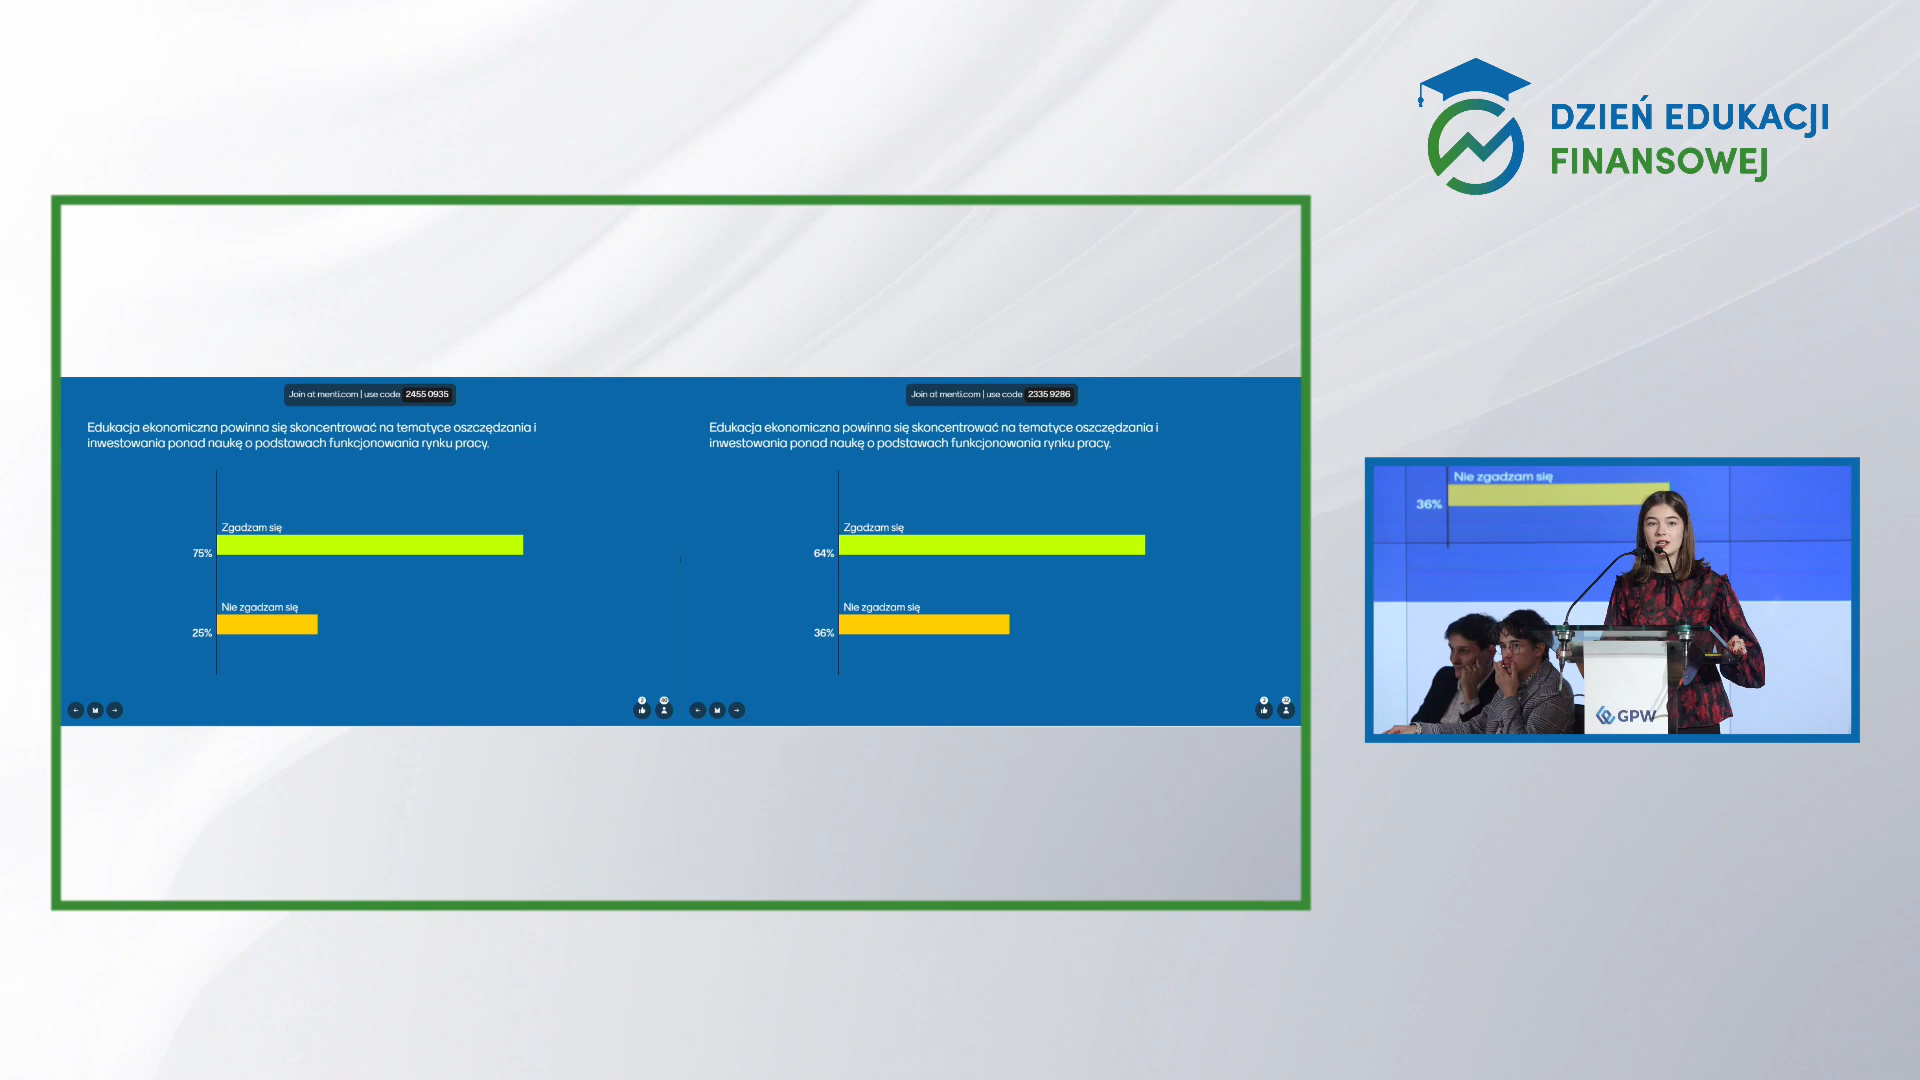 DZIEŃ EDUKACJI
FINANSOWEJ
Join at menti.com | use code 2455 0935
Edukacja ekonomiczna powinna się skoncentrować na tematyce oszczędzania i
inwestowania ponad naukę o podstawach funkcjonowania rynku pracy.
Zgadzam się
75%
Nie zgadzam się
25%
Join at menti.com | use code 2335 9286
Edukacja ekonomiczna powinna się skoncentrować na tematyce oszczędzania i
inwestowania ponad naukę o podstawach funkcjonowania rynku pracy.
Zgadzam się
64%
Nie zgadzam się
36%
Nie zgadzam się
36%
GPW